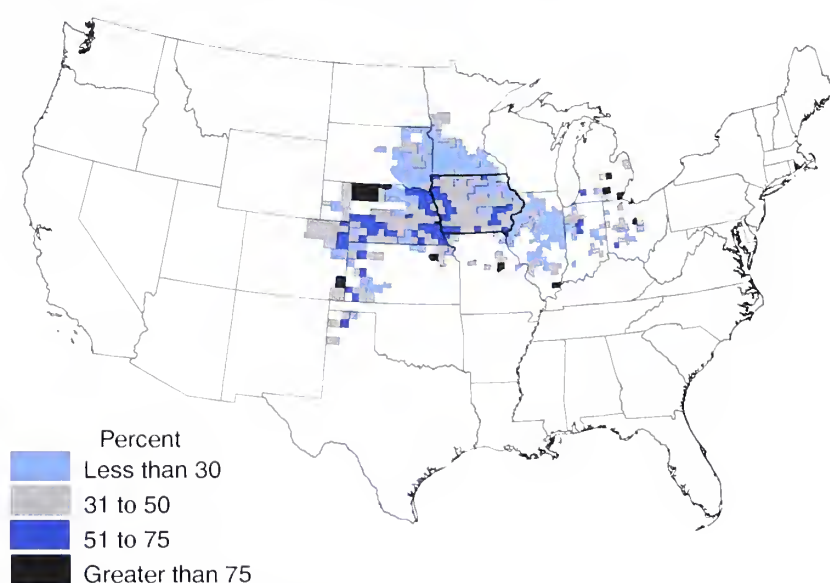 Percent
Less than 30
31 to 50
51 to 75
Greater than 75